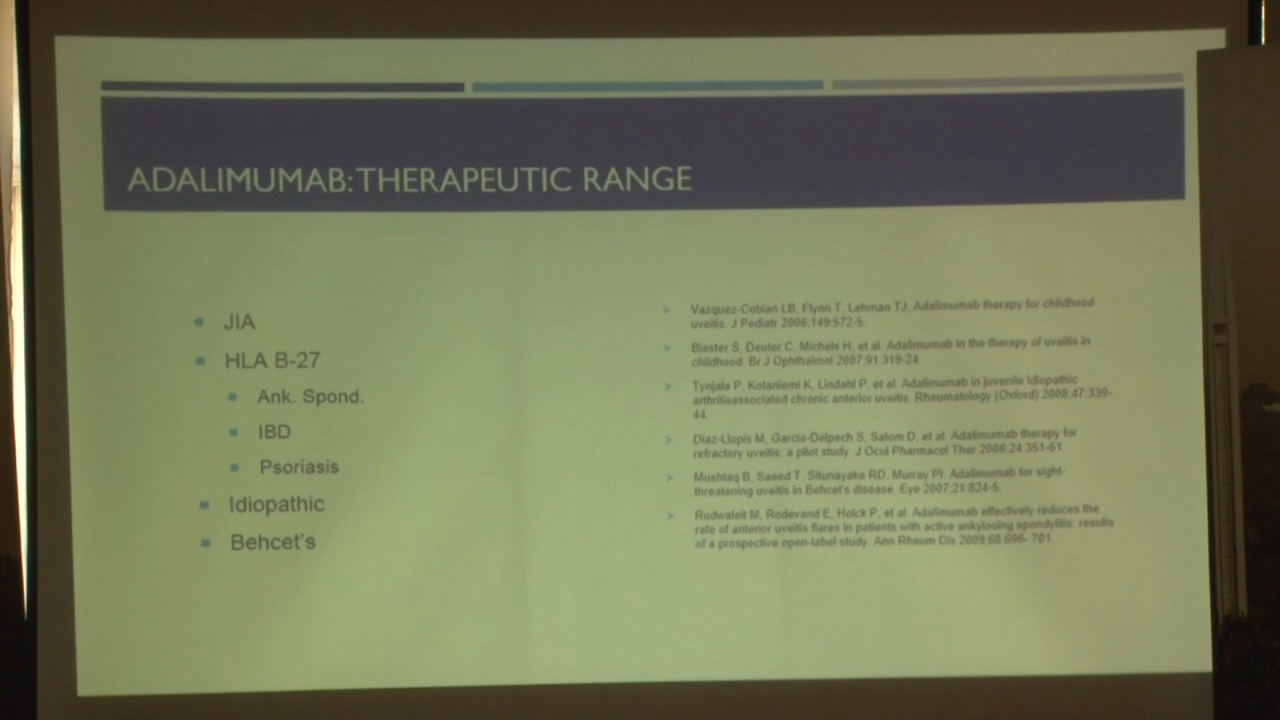 ADALIMUMAB: THERAPEUTIC RANGE
JIA
HLA B-27
Ank. Spond.
IBD
Psoriasis
Idiopathic
Behcet's
Vazquez-Cobian LB, Flynn T, Lehman TJ. Adalimumab therapy for childhood
uveitis. J Pediatr 2006;149:572-5.
Biester S, Deuter C, Michels H, et al. Adalimumab in the therapy of uveitis in
childhood. Br J Ophthalmol 2007;91:319-24.
Tynjala P, Kotaniemi K, Lindahl P, et al. Adalimumab in juvenile idiopathic
arthritisassociated chronic anterior uveitis. Rheumatology (Oxford) 2008;47:339-
44.
Diaz-Llopis M, Garcia-Delpech S, Salom D, et al. Adalimumab therapy for
refractory uveitis: a pilot study. J Ocul Pharmacol Ther 2008;24:351-61.
Mushtaq B, Saeed T, Situnayake RD, Murray PI. Adalimumab for sight-
threatening uveitis in Behcet's disease. Eye 2007;21:824-5.
Rudwaleit M, Rodevand E, Holck P, et al. Adalimumab effectively reduces the
rate of anterior uveitis flares in patients with active ankylosing spondylitis: results
of a prospective open-label study. Ann Rheum Dis 2009;68:696- 701.